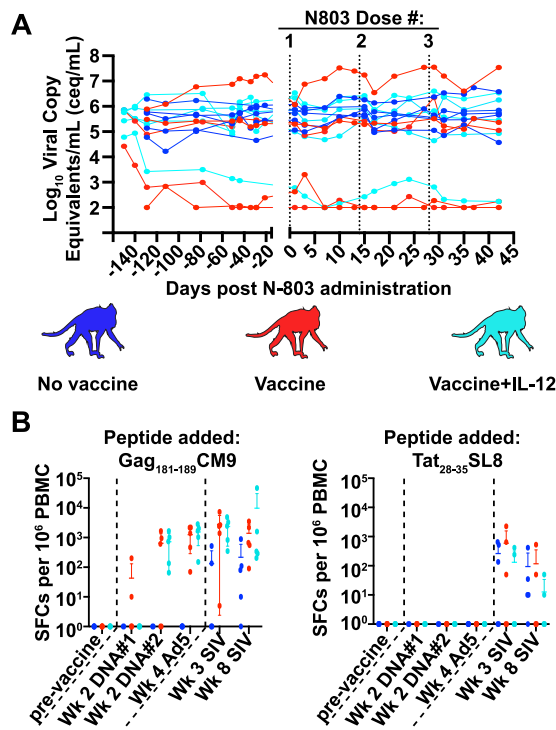 A
N803 Dose #:
1 2 3
Log10 Viral Copy
Equivalents/mL (ceq/mL)
8
7
6
5
4
3
2
-140 -120 -100 -80 -60 -40 -20 0 5 10 15 20 25 30 35 40 45
Days post N-803 administration
No vaccine Vaccine Vaccine+IL-12
B
Peptide added:
Gag181-189CM9
SFCs per 10^6 PBMC
10^5
10^4
10^3
10^2
10^1
10^0
pre-vaccine
Wk 2 DNA#1
Wk 2 DNA#2
Wk 4 Ad5
Wk 3 SIV
Wk 8 SIV
Peptide added:
Tat28-35SL8
SFCs per 10^6 PBMC
10^5
10^4
10^3
10^2
10^1
10^0
pre-vaccine
Wk 2 DNA#1
Wk 2 DNA#2
Wk 4 Ad5
Wk 3 SIV
Wk 8 SIV